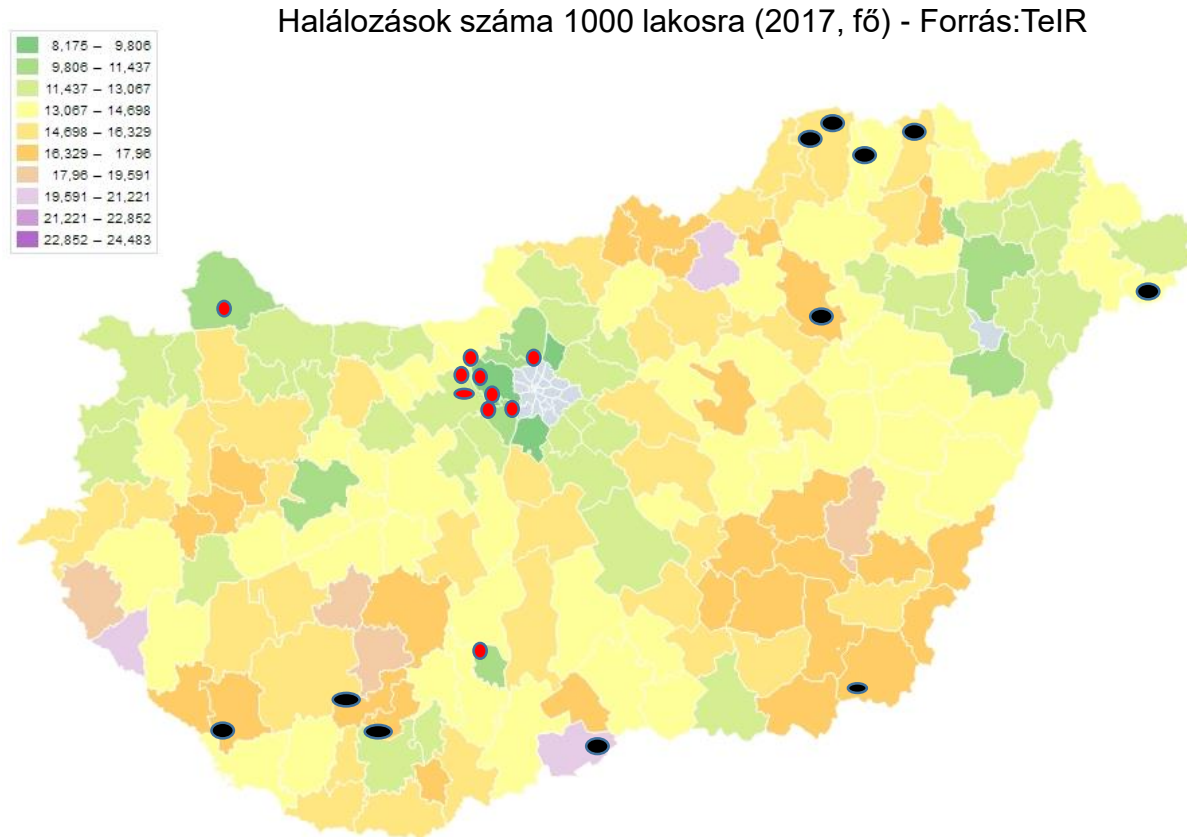 Halálozások száma 1000 lakosra (2017, fő) - Forrás:TeIR
8,175 – 9,806
9,806 – 11,437
11,437 – 13,067
13,067 – 14,698
14,698 – 16,329
16,329 – 17,96
17,96 – 19,591
19,591 – 21,221
21,221 – 22,852
22,852 – 24,483